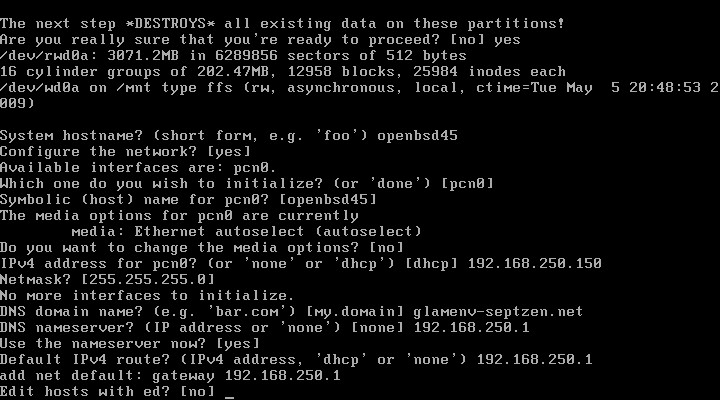 The next step *DESTROYS* all existing data on these partitions!
Are you really sure that you're ready to proceed? [no] yes
/dev/rwd0a: 3071.2MB in 6289856 sectors of 512 bytes
16 cylinder groups of 202.47MB, 12958 blocks, 25984 inodes each
/dev/wd0a on /mnt type ffs (rw, asynchronous, local, ctime=Tue May  5 20:48:53 2
009)
System hostname? (short form, e.g. 'foo') openbsd45
Configure the network? [yes]
Available interfaces are: pcn0.
Which one do you wish to initialize? (or 'done') [pcn0]
Symbolic (host) name for pcn0? [openbsd45]
The media options for pcn0 are currently
        media: Ethernet autoselect (autoselect)
Do you want to change the media options? [no]
IPv4 address for pcn0? (or 'none' or 'dhcp') [dhcp] 192.168.250.150
Netmask? [255.255.255.0]
No more interfaces to initialize.
DNS domain name? (e.g. 'bar.com') [my.domain] glamenv-septzen.net
DNS nameserver? (IP address or 'none') [none] 192.168.250.1
Use the nameserver now? [yes]
Default IPv4 route? (IPv4 address, 'dhcp' or 'none') 192.168.250.1
add net default: gateway 192.168.250.1
Edit hosts with ed? [no] _